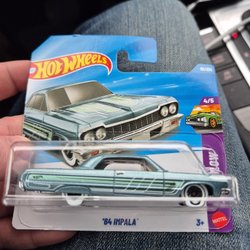 HOT WHEELS
4/5
'64 IMPALA
3+
MATTEL